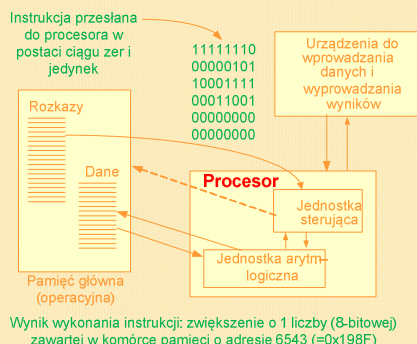 Instrukcja przesłana
do procesora w
postaci ciągu zer i
jedynek
11111110
00000101
10001111
00011001
00000000
00000000
Urządzenia do
wprowadzania
danych i
wyprowadzania
wyników
Rozkazy
Dane
Pamięć główna
(operacyjna)
Procesor
Jednostka
sterująca
Jednostka arytm–
logiczna
Wynik wykonania instrukcji: zwiększenie o 1 liczby (8-bitowej)
zawartej w komórce pamięci o adresie 6543 (=0x198F)